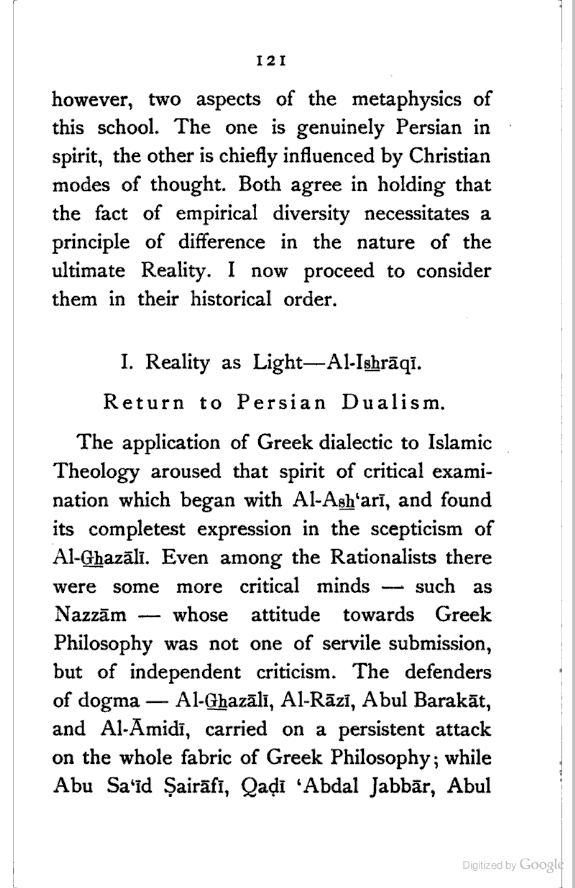 121
however, two aspects of the metaphysics of
this school. The one is genuinely Persian in
spirit, the other is chiefly influenced by Christian
modes of thought. Both agree in holding that
the fact of empirical diversity necessitates a
principle of difference in the nature of the
ultimate Reality. I now proceed to consider
them in their historical order.
I. Reality as Light—Al-Ishrāqī.
Return to Persian Dualism.
The application of Greek dialectic to Islamic
Theology aroused that spirit of critical exami-
nation which began with Al-Ash‘arī, and found
its completest expression in the scepticism of
Al-Ghazālī. Even among the Rationalists there
were some more critical minds — such as
Nazzām — whose attitude towards Greek
Philosophy was not one of servile submission,
but of independent criticism. The defenders
of dogma — Al-Ghazālī, Al-Rāzī, Abul Barakāt,
and Al-Āmidī, carried on a persistent attack
on the whole fabric of Greek Philosophy; while
Abu Sa‘īd Ṣairāfī, Qaḍī ‘Abdal Jabbār, Abul
Digitized by Google